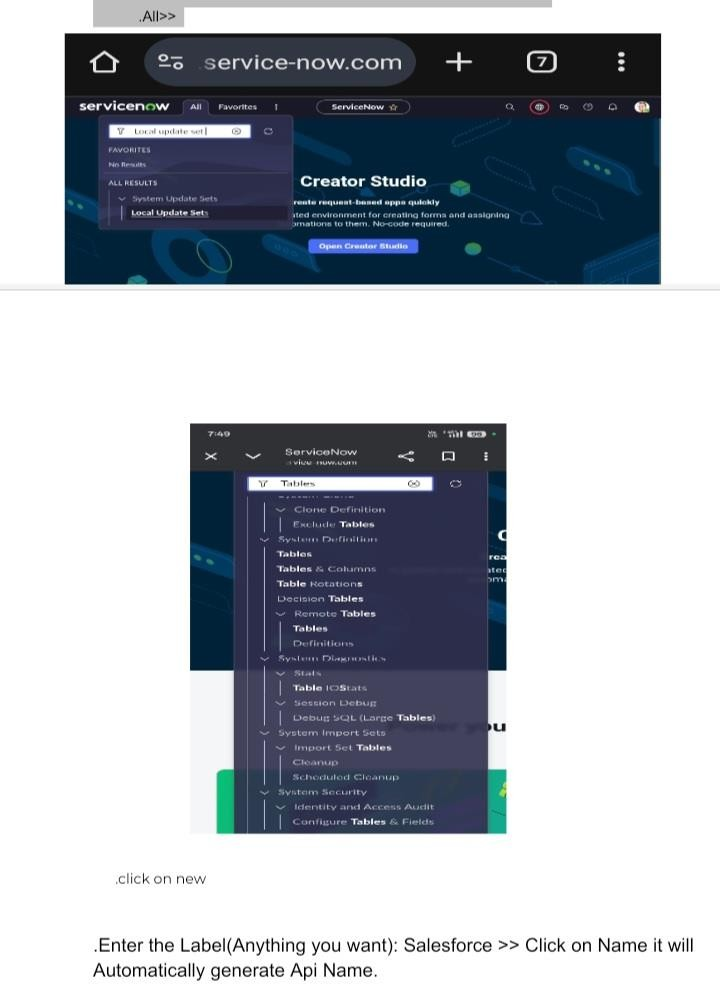 .All>>
service-now.com
7
servicenow All Favorites ServiceNow
Local update set
FAVORITES
No Results
ALL RESULTS
System Update Sets
Local Update Sets
Creator Studio
reate request-based apps quickly
ted environment for creating forms and assigning
omations to them. No-code required.
Open Creator Studio
7:49
ServiceNow
Tables
Clone Definition
Exclude Tables
System Definition
Tables
Tables & Columns
Table Rotations
Decision Tables
Remote Tables
Tables
Definitions
System Diagnostics
Stats
Table IOStats
Session Debug
Debug SQL (Large Tables)
System Import Sets
Import Set Tables
Cleanup
Scheduled Cleanup
System Security
Identity and Access Audit
Configure Tables & Fields
.click on new
.Enter the Label(Anything you want): Salesforce >> Click on Name it will
Automatically generate Api Name.